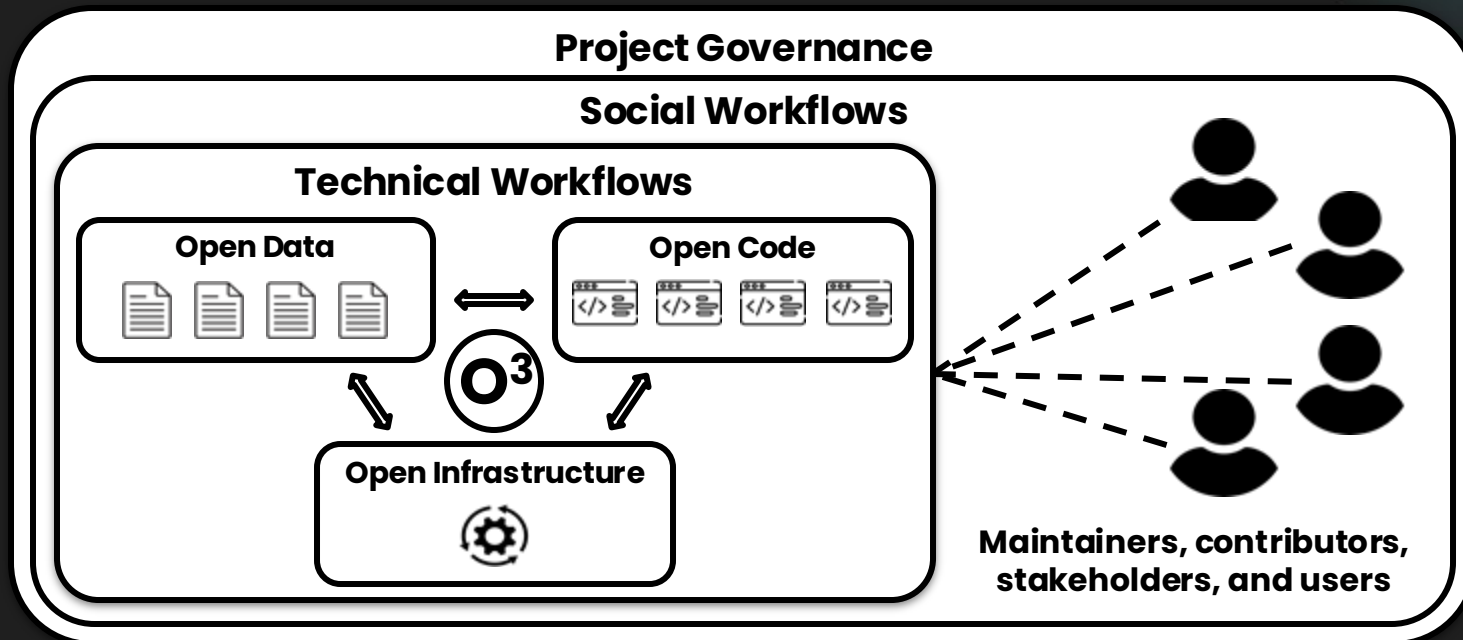 Project Governance
Social Workflows
Technical Workflows
Open Data
Open Code
</>
</>
</>
</>
O³
Open Infrastructure
Maintainers, contributors,
stakeholders, and users